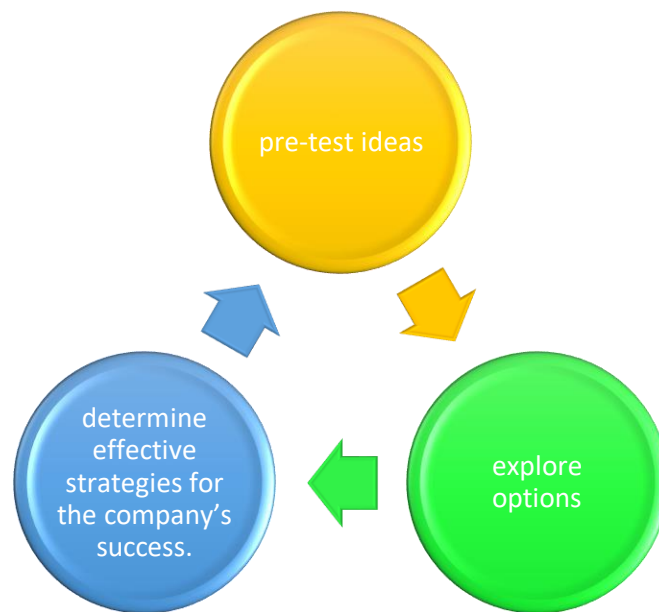 pre-test ideas
explore
options
determine
effective
strategies for
the company’s
success.